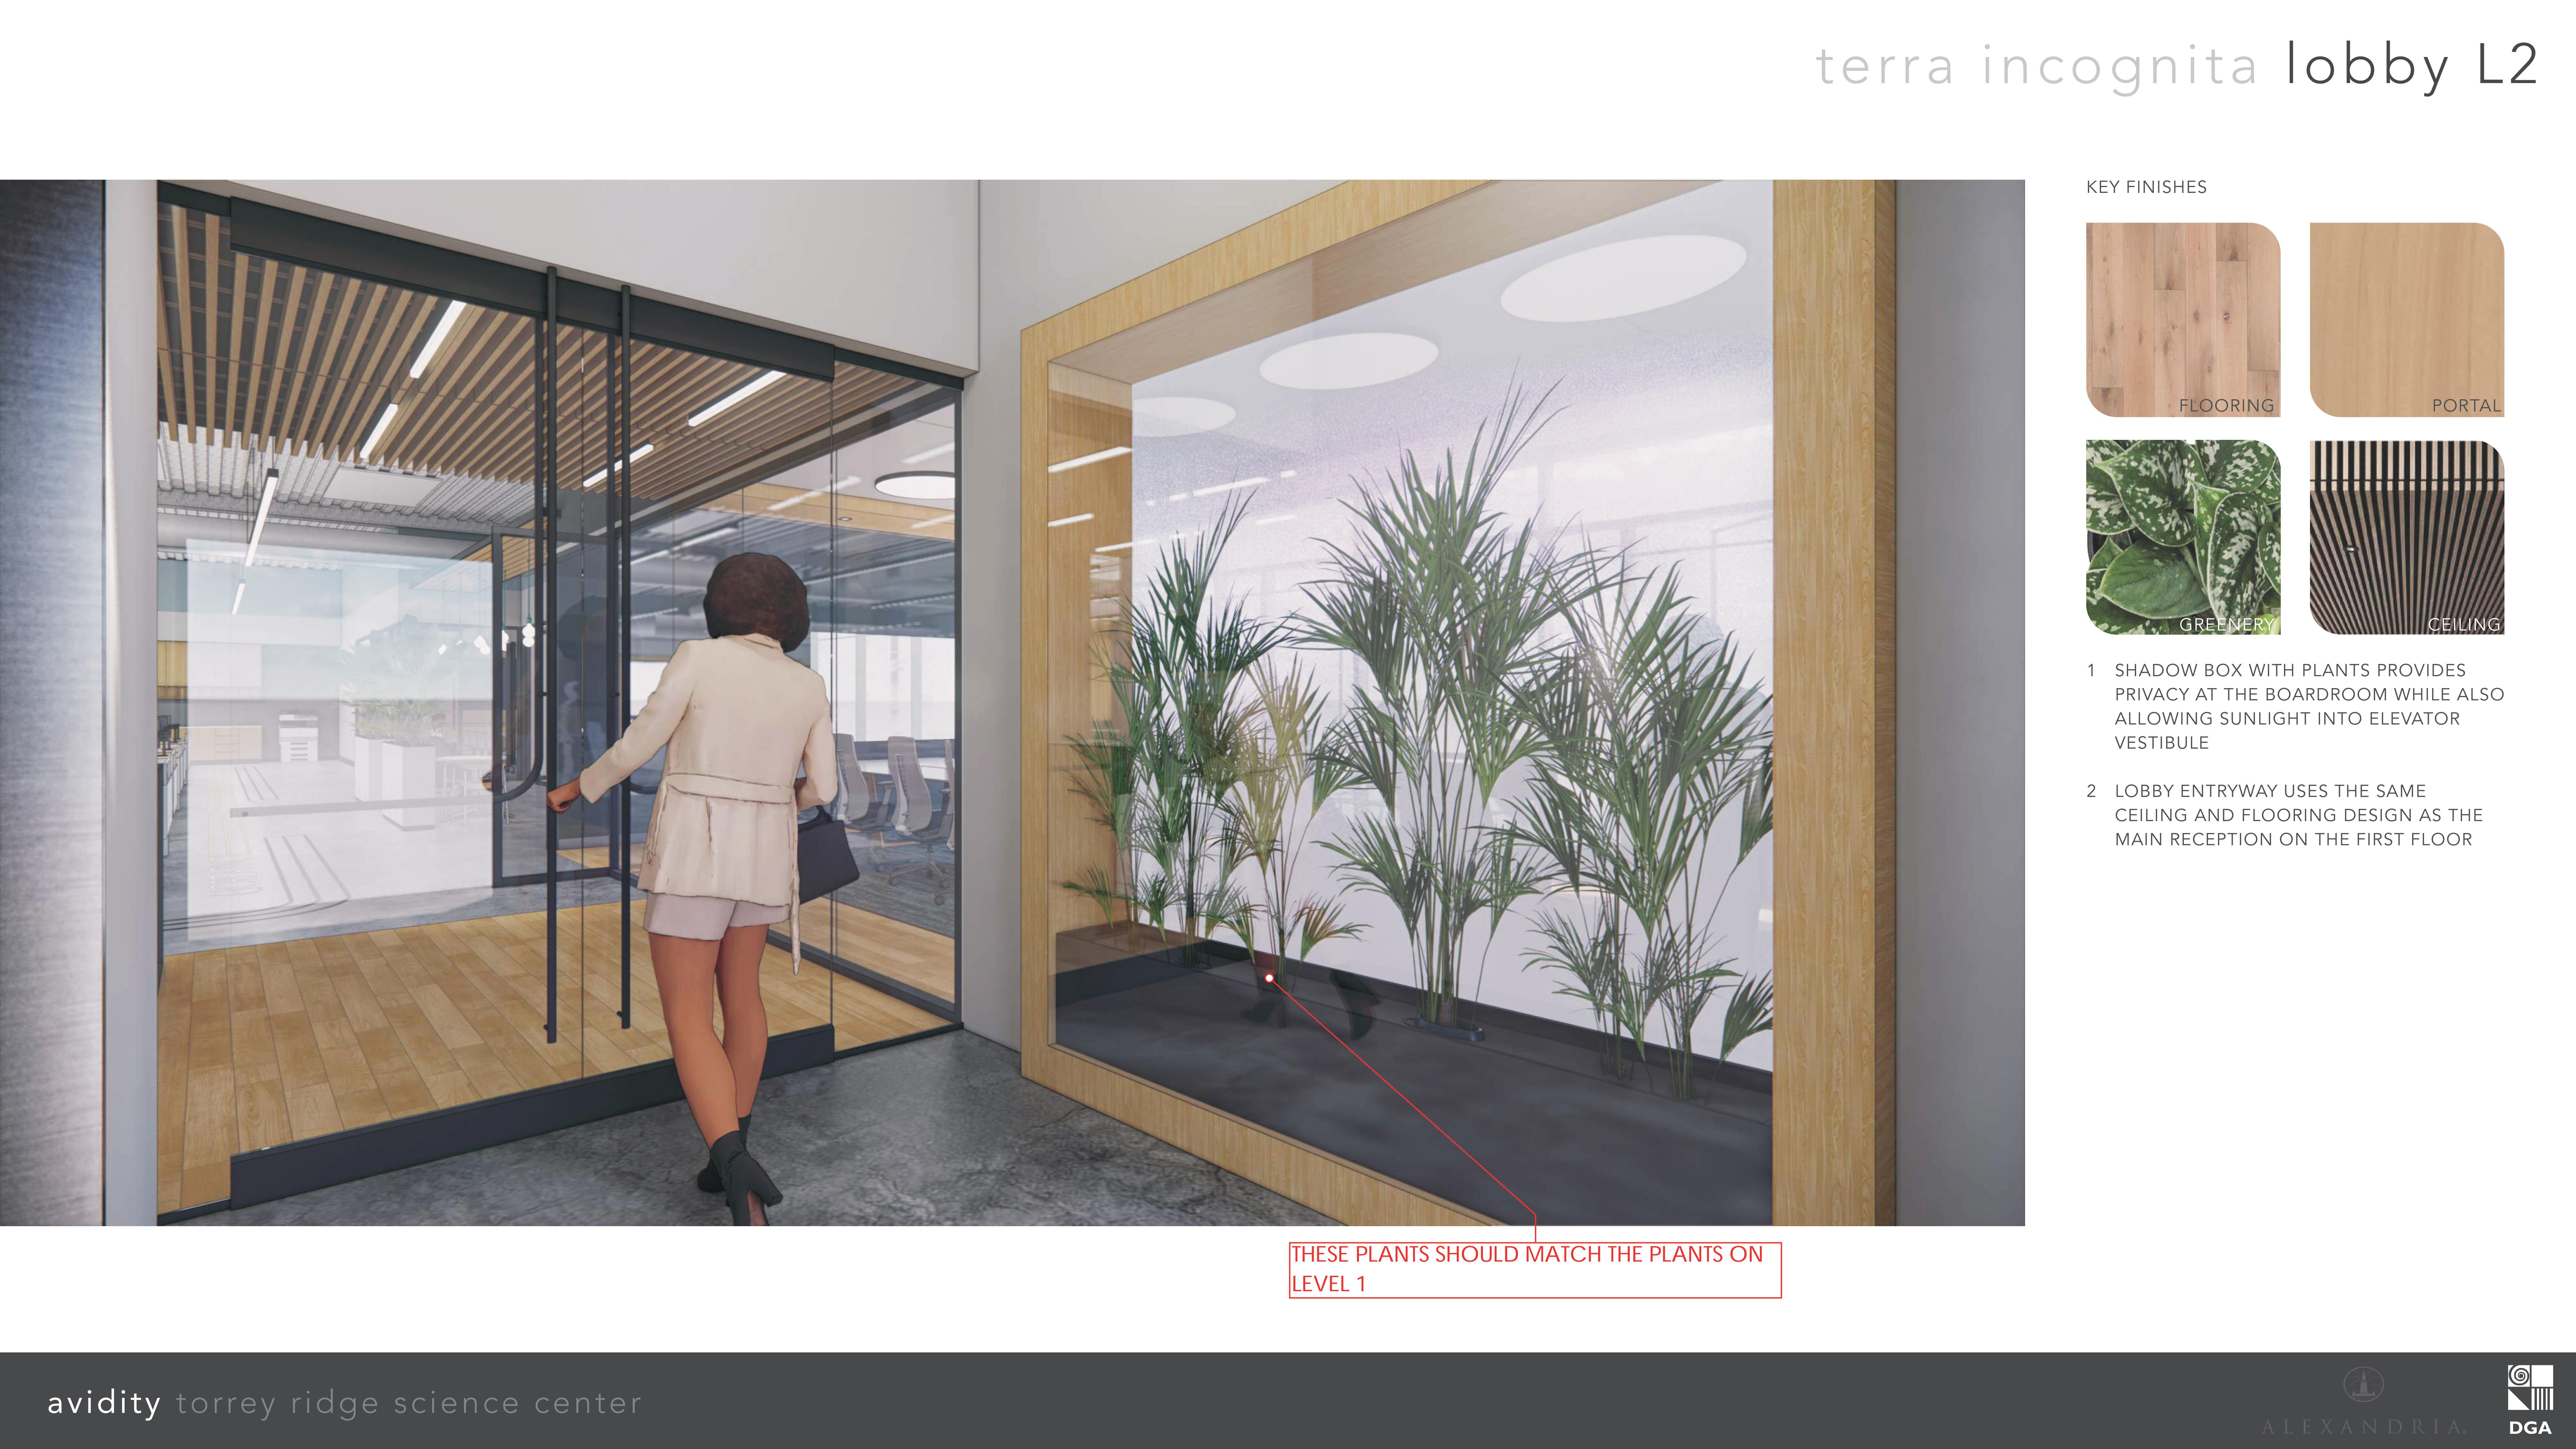 terra incognita lobby L2
KEY FINISHES
FLOORING
PORTAL
GREENERY
CEILING
1 SHADOW BOX WITH PLANTS PROVIDES
PRIVACY AT THE BOARDROOM WHILE ALSO
ALLOWING SUNLIGHT INTO ELEVATOR
VESTIBULE
2 LOBBY ENTRYWAY USES THE SAME
CEILING AND FLOORING DESIGN AS THE
MAIN RECEPTION ON THE FIRST FLOOR
THESE PLANTS SHOULD MATCH THE PLANTS ON
LEVEL 1
avidity torrey ridge science center
ALEXANDRIA®
DGA